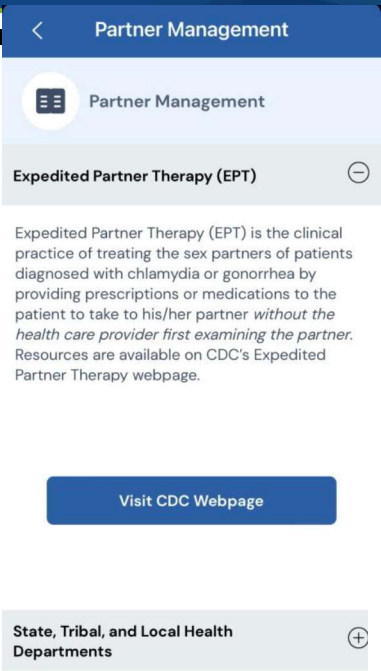 Partner Management
Partner Management
Expedited Partner Therapy (EPT)
Expedited Partner Therapy (EPT) is the clinical
practice of treating the sex partners of patients
diagnosed with chlamydia or gonorrhea by
providing prescriptions or medications to the
patient to take to his/her partner without the
health care provider first examining the partner.
Resources are available on CDC's Expedited
Partner Therapy webpage.
Visit CDC Webpage
State, Tribal, and Local Health
Departments